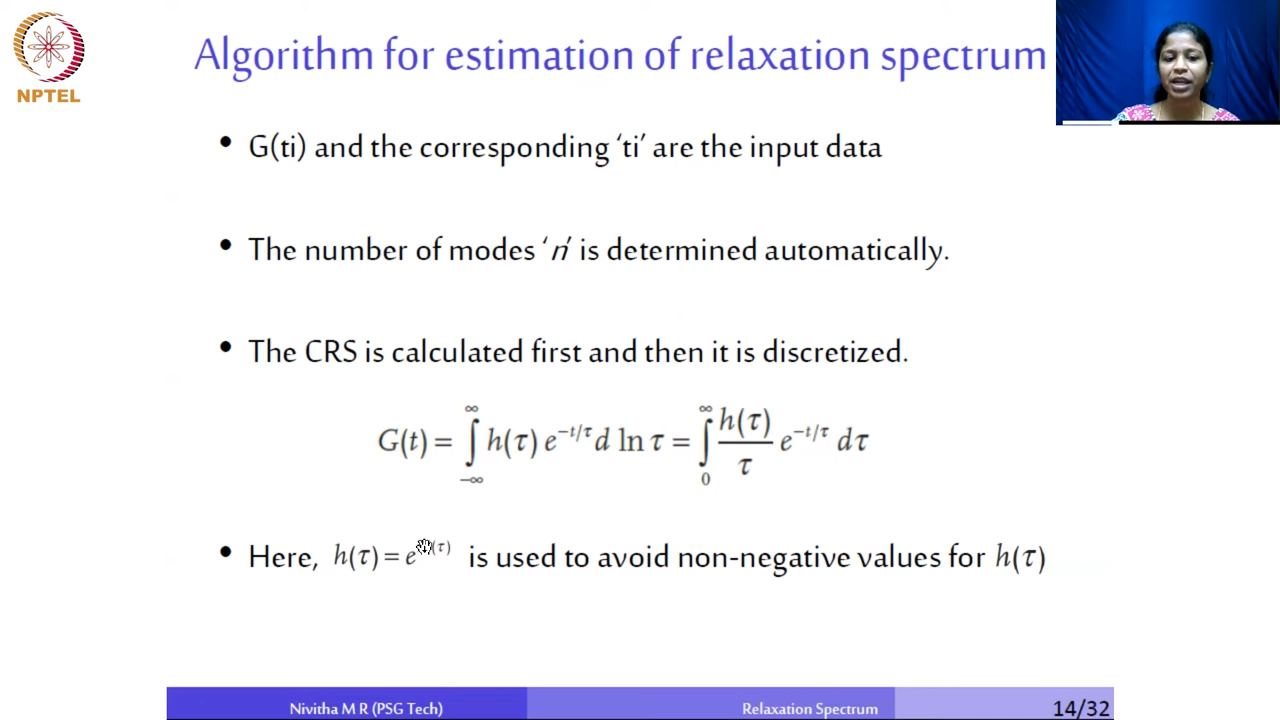 Algorithm for estimation of relaxation spectrum
NPTEL
• G(ti) and the corresponding ‘ti’ are the input data
• The number of modes ‘n’ is determined automatically.
• The CRS is calculated first and then it is discretized.
G(t) = ∫_{-∞}^{∞} h(τ) e^{-t/τ} d ln τ = ∫_{0}^{∞} h(τ)/τ e^{-t/τ} dτ
• Here, h(τ) = e^{(τ)} is used to avoid non-negative values for h(τ)
Nivitha M R (PSG Tech) Relaxation Spectrum 14/32